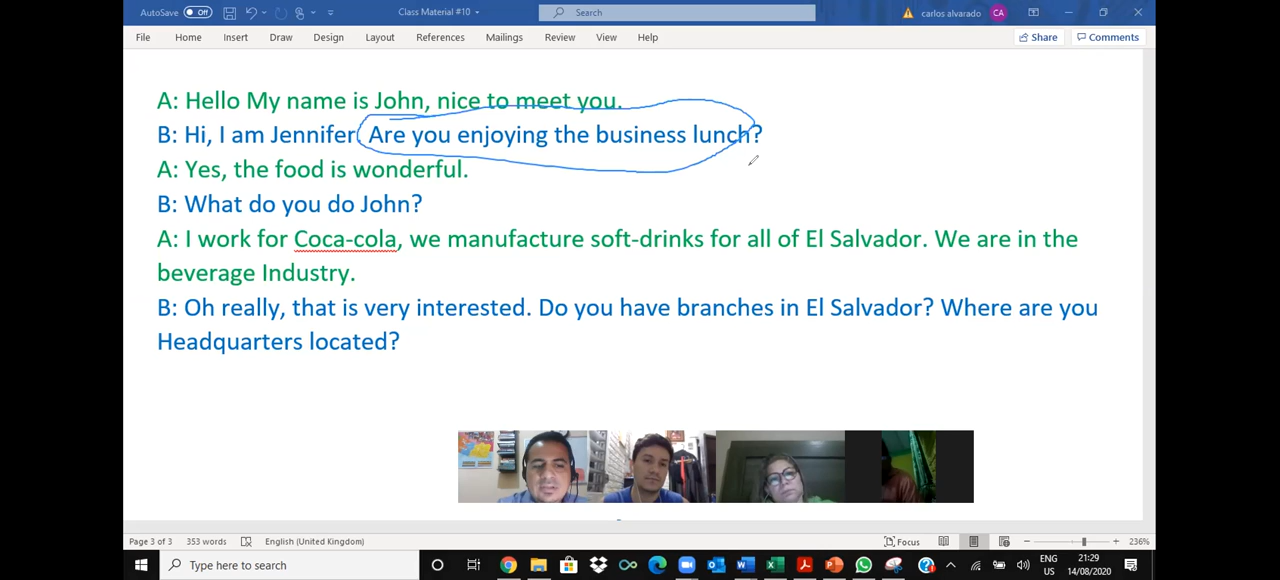 AutoSave Off Class Material #10 Search carlos alvarado CA
File Home Insert Draw Design Layout References Mailings Review View Help Share Comments
A: Hello My name is John, nice to meet you.
B: Hi, I am Jennifer. Are you enjoying the business lunch?
A: Yes, the food is wonderful.
B: What do you do John?
A: I work for Coca-cola, we manufacture soft-drinks for all of El Salvador. We are in the
beverage Industry.
B: Oh really, that is very interested. Do you have branches in El Salvador? Where are you
Headquarters located?
Page 3 of 3 353 words English (United Kingdom) Focus 236%
Type here to search ENG 21:29
US 14/08/2020